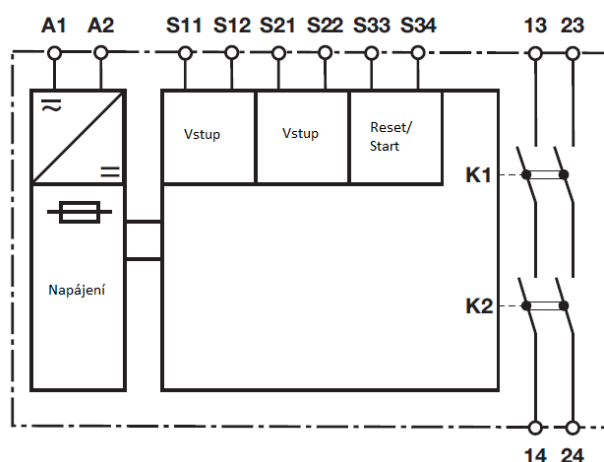 A1 A2 S11 S12 S21 S22 S33 S34 13 23
Vstup Vstup Reset/
Start
K1
Napájení
K2
14 24